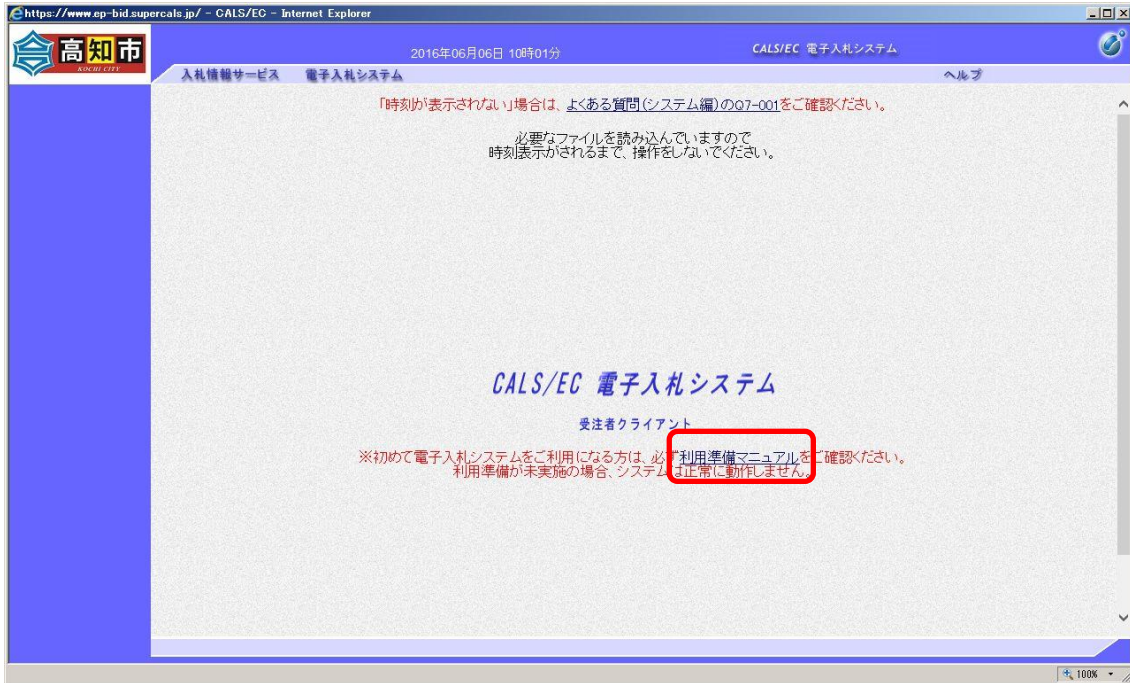 https://www.ep-bid.supercals.jp/ - CALS/EC - Internet Explorer
高知市
KOCHI CITY
2016年06月06日 10時01分
CALS/EC 電子入札システム
入札情報サービス 電子入札システム ヘルプ
「時刻が表示されない」場合は、よくある質問(システム編)のQ7-001をご確認ください。
必要なファイルを読み込んでいますので
時刻表示がされるまで、操作をしないでください。
CALS/EC 電子入札システム
受注者クライアント
※初めて電子入札システムをご利用になる方は、必ず利用準備マニュアルをご確認ください。
利用準備が未実施の場合、システムは正常に動作しません。
100%